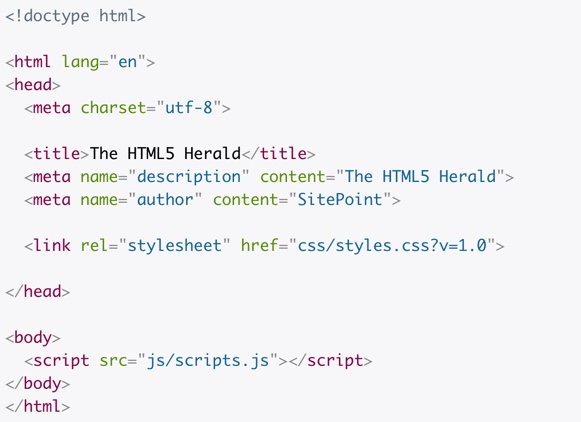 <!doctype html>
<html lang="en">
<head>
<meta charset="utf-8">
<title>The HTML5 Herald</title>
<meta name="description" content="The HTML5 Herald">
<meta name="author" content="SitePoint">
<link rel="stylesheet" href="css/styles.css?v=1.0">
</head>
<body>
<script src="js/scripts.js"></script>
</body>
</html>